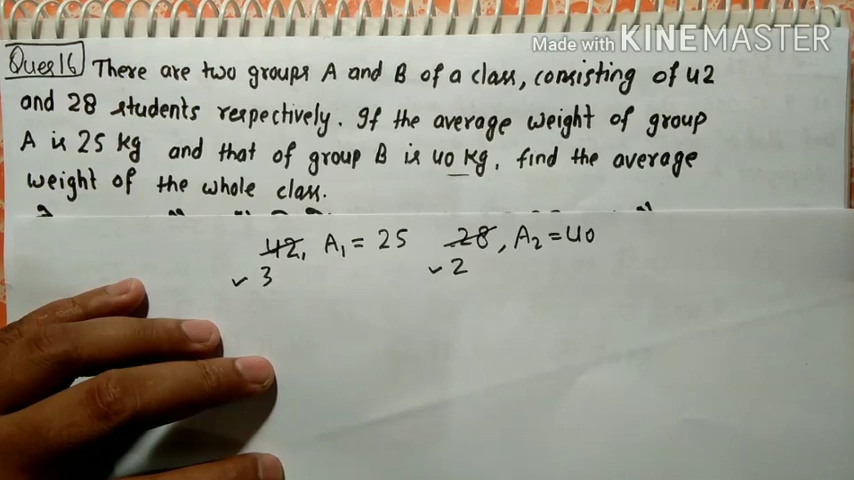 Made with KINEMASTER
Ques 16 There are two groups A and B of a class, consisting of 42
and 28 students respectively. If the average weight of group
A is 25 kg and that of group B is 40 kg, find the average
weight of the whole class.
42, A₁ = 25 28, A₂ = 40
✓ 3 ✓ 2